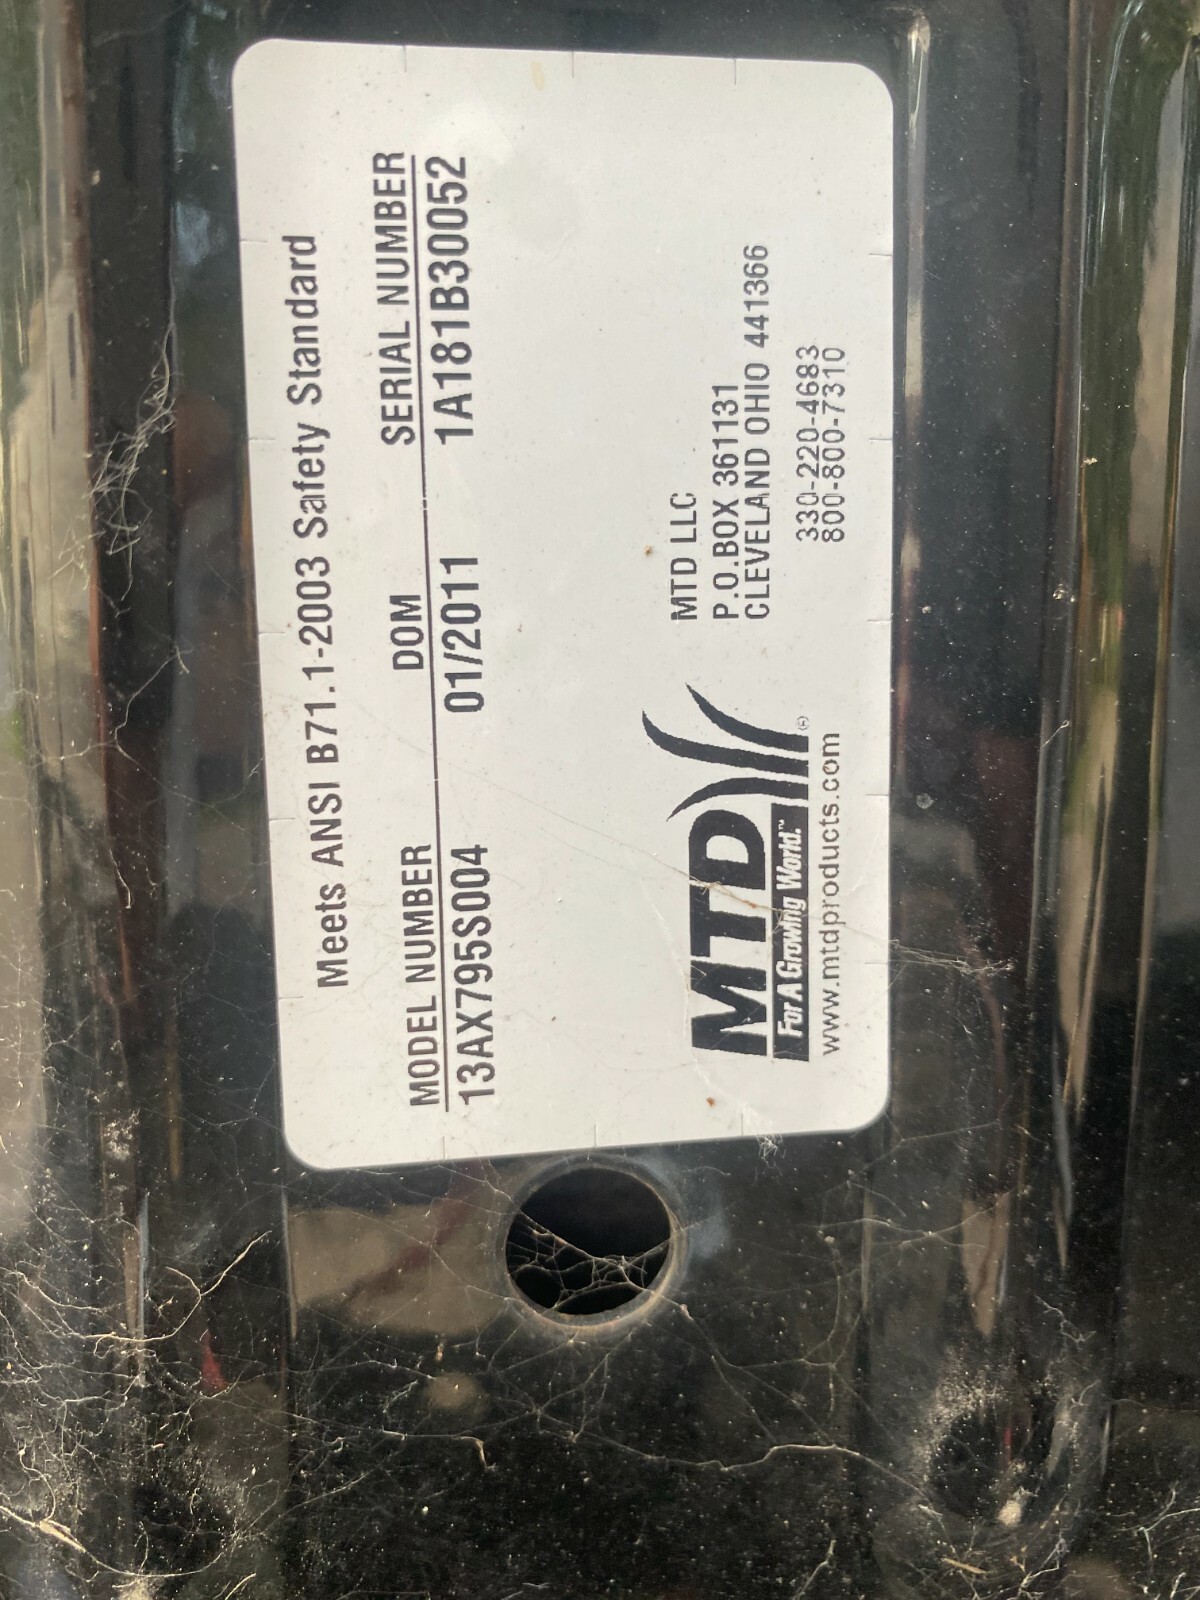 Meets ANSI B71.1-2003 Safety Standard
MODEL NUMBER DOM SERIAL NUMBER
13AX795S004 01/2011 1A181B30052
MTD
For A Growing World.™
®
www.mtdproducts.com
MTD LLC
P.O.BOX 361131
CLEVELAND OHIO 441366
330-220-4683
800-800-7310